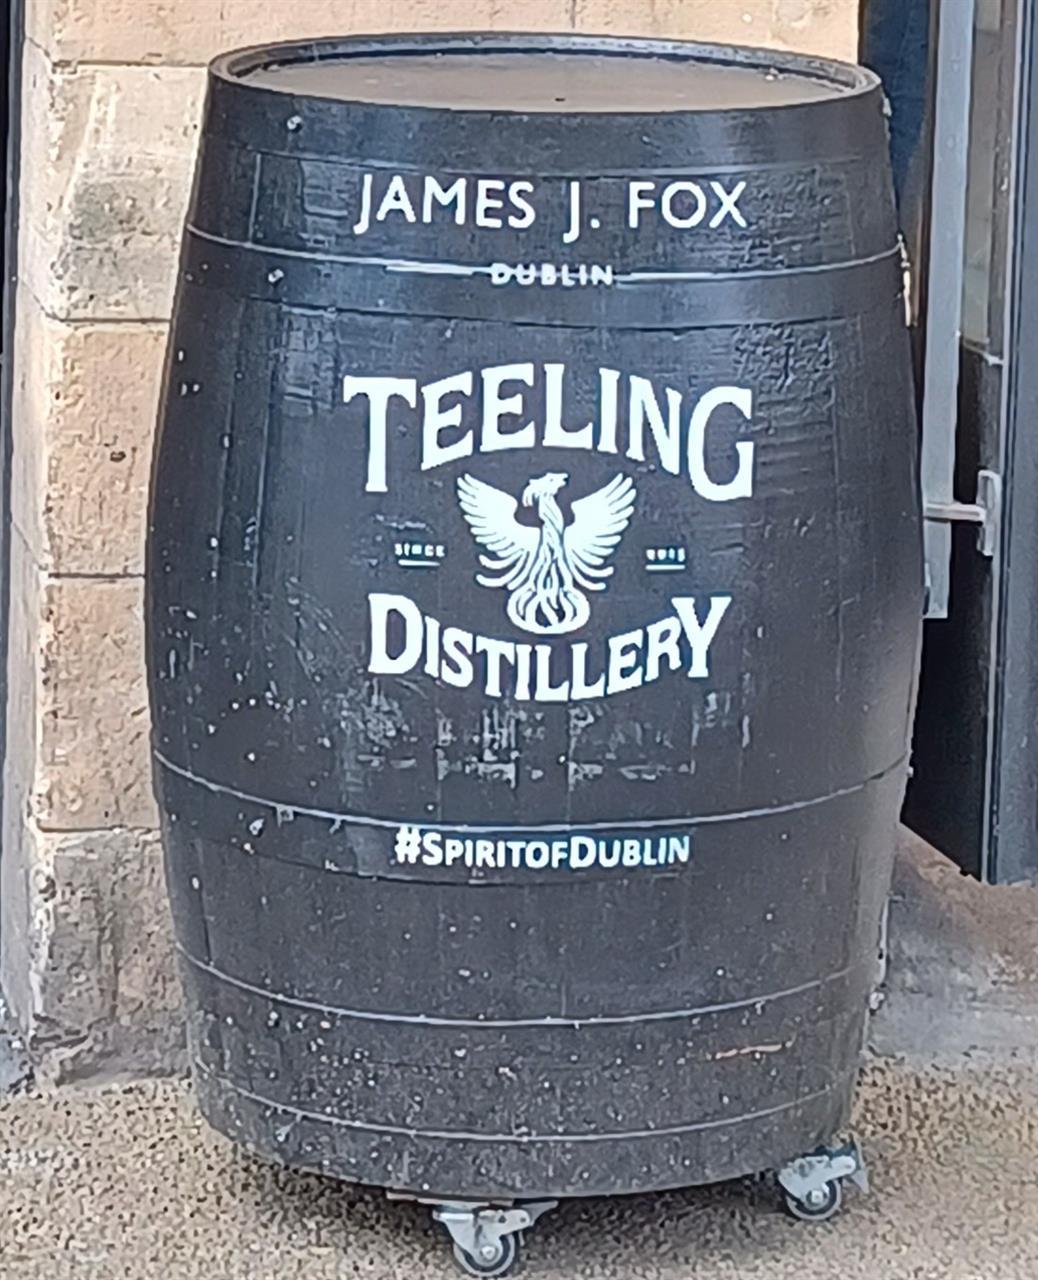 JAMES J. FOX
DUBLIN
TEELING
SINCE
DISTILLERY
#SPIRITOFDUBLIN